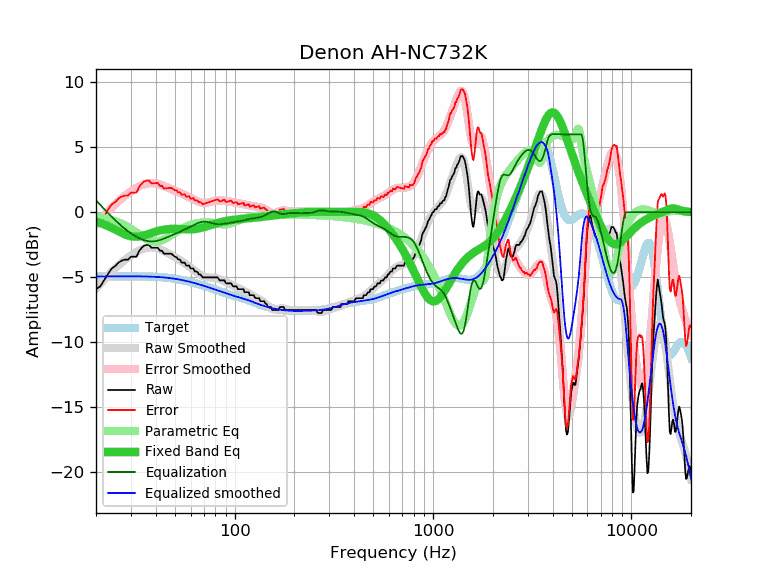 Denon AH-NC732K
10
5
0
−5
−10
−15
−20
Amplitude (dBr)
Target
Raw Smoothed
Error Smoothed
Raw
Error
Parametric Eq
Fixed Band Eq
Equalization
Equalized smoothed
100
1000
10000
Frequency (Hz)